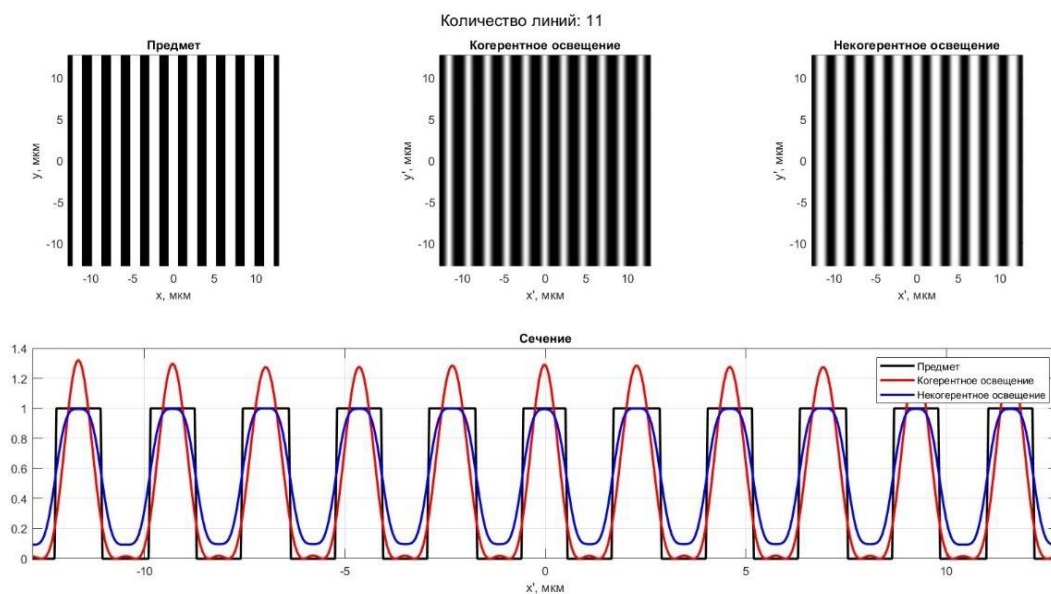 Количество линий: 11
Предмет
Когерентное освещение
Некогерентное освещение
10
5
0
-5
-10
y, мкм
-10 -5 0 5 10
x, мкм
10
5
0
-5
-10
y', мкм
-10 -5 0 5 10
x', мкм
10
5
0
-5
-10
y', мкм
-10 -5 0 5 10
x', мкм
Сечение
1.4
1.2
1
0.8
0.6
0.4
0.2
0
-10 -5 0 5 10
x', мкм
Предмет
Когерентное освещение
Некогерентное освещение